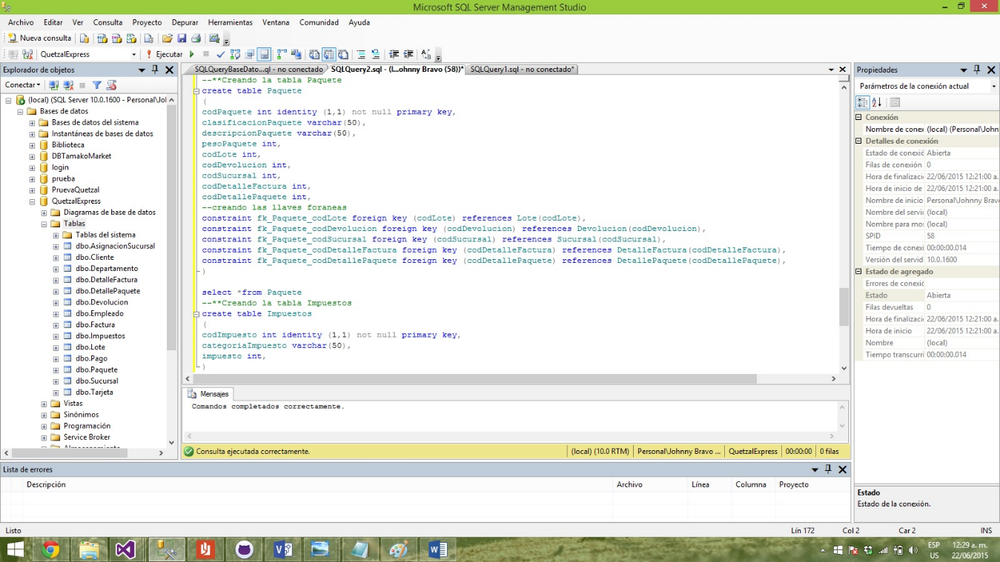 Microsoft SQL Server Management Studio
Archivo Editar Ver Consulta Proyecto Depurar Herramientas Ventana Comunidad Ayuda
Nueva consulta
QuetzalExpress Ejecutar
Explorador de objetos
Conectar
(local) (SQL Server 10.0.1600 - Personal\Jol
Bases de datos
Bases de datos del sistema
Instantáneas de bases de datos
Biblioteca
DBTamakoMarket
login
prueba
PruevaQuetzal
QuetzalExpress
Diagramas de base de datos
Tablas
Tablas del sistema
dbo.AsignacionSucursal
dbo.Cliente
dbo.Departamento
dbo.DetalleFactura
dbo.DetallePaquete
dbo.Devolucion
dbo.Empleado
dbo.Factura
dbo.Impuestos
dbo.Lote
dbo.Pago
dbo.Paquete
dbo.Sucursal
dbo.Tarjeta
Vistas
Sinónimos
Programación
Service Broker
Almacenamiento
SQLQueryBaseDato...ql - no conectado SQLQuery2.sql - (l...ohnny Bravo (58))* SQLQuery1.sql - no conectado*
--**Creando la tabla Paquete
create table Paquete
(
codPaquete int identity (1,1) not null primary key,
clasificacionPaquete varchar(50),
descripcionPaquete varchar(50),
pesoPaquete int,
codLote int,
codDevolucion int,
codSucursal int,
codDetalleFactura int,
codDetallePaquete int,
--creando las llaves foraneas
constraint fk_Paquete_codLote foreign key (codLote) references Lote(codLote),
constraint fk_Paquete_codDevolucion foreign key (codDevolucion) references Devolucion(codDevolucion),
constraint fk_Paquete_codSucursal foreign key (codSucursal) references Sucursal(codSucursal),
constraint fk_Paquete_codDetalleFactura foreign key (codDetalleFactura) references DetalleFactura(codDetalleFactura),
constraint fk_Paquete_codDetallePaquete foreign key (codDetallePaquete) references DetallePaquete(codDetallePaquete),
)
select *from Paquete
--**Creando la tabla Impuestos
create table Impuestos
(
codImpuesto int identity (1,1) not null primary key,
categoriaImpuesto varchar(50),
impuesto int,
)
Mensajes
Comandos completados correctamente.
Consulta ejecutada correctamente. (local) (10.0 RTM) Personal\Johnny Bravo ... QuetzalExpress 00:00:00 0 filas
Propiedades
Parámetros de la conexión actual
Conexión
Nombre de conex (local) (Personal\John
Detalles de conexión
Estado de conexió Abierta
Filas de conexión 0
Hora de finalizaci 22/06/2015 12:21:00 a.
Hora de inicio de 22/06/2015 12:21:00 a.
Nombre de inicio Personal\Johnny Brav
Nombre del servic (local)
Nombre para mos (local)
SPID 58
Tiempo de conexi 00:00:00.014
Versión del servid 10.0.1600
Estado de agregado
Errores de conexió
Estado Abierta
Filas devueltas 0
Hora de finalizaci 22/06/2015 12:21:00 a.
Hora de inicio 22/06/2015 12:21:00 a.
Nombre (local)
Tiempo transcurri 00:00:00.014
Estado
Estado de la conexión.
Lista de errores
Descripción Archivo Línea Columna Proyecto
Listo Lín 172 Col 2 Car 2 INS
ESP 12:29 a. m.
US 22/06/2015